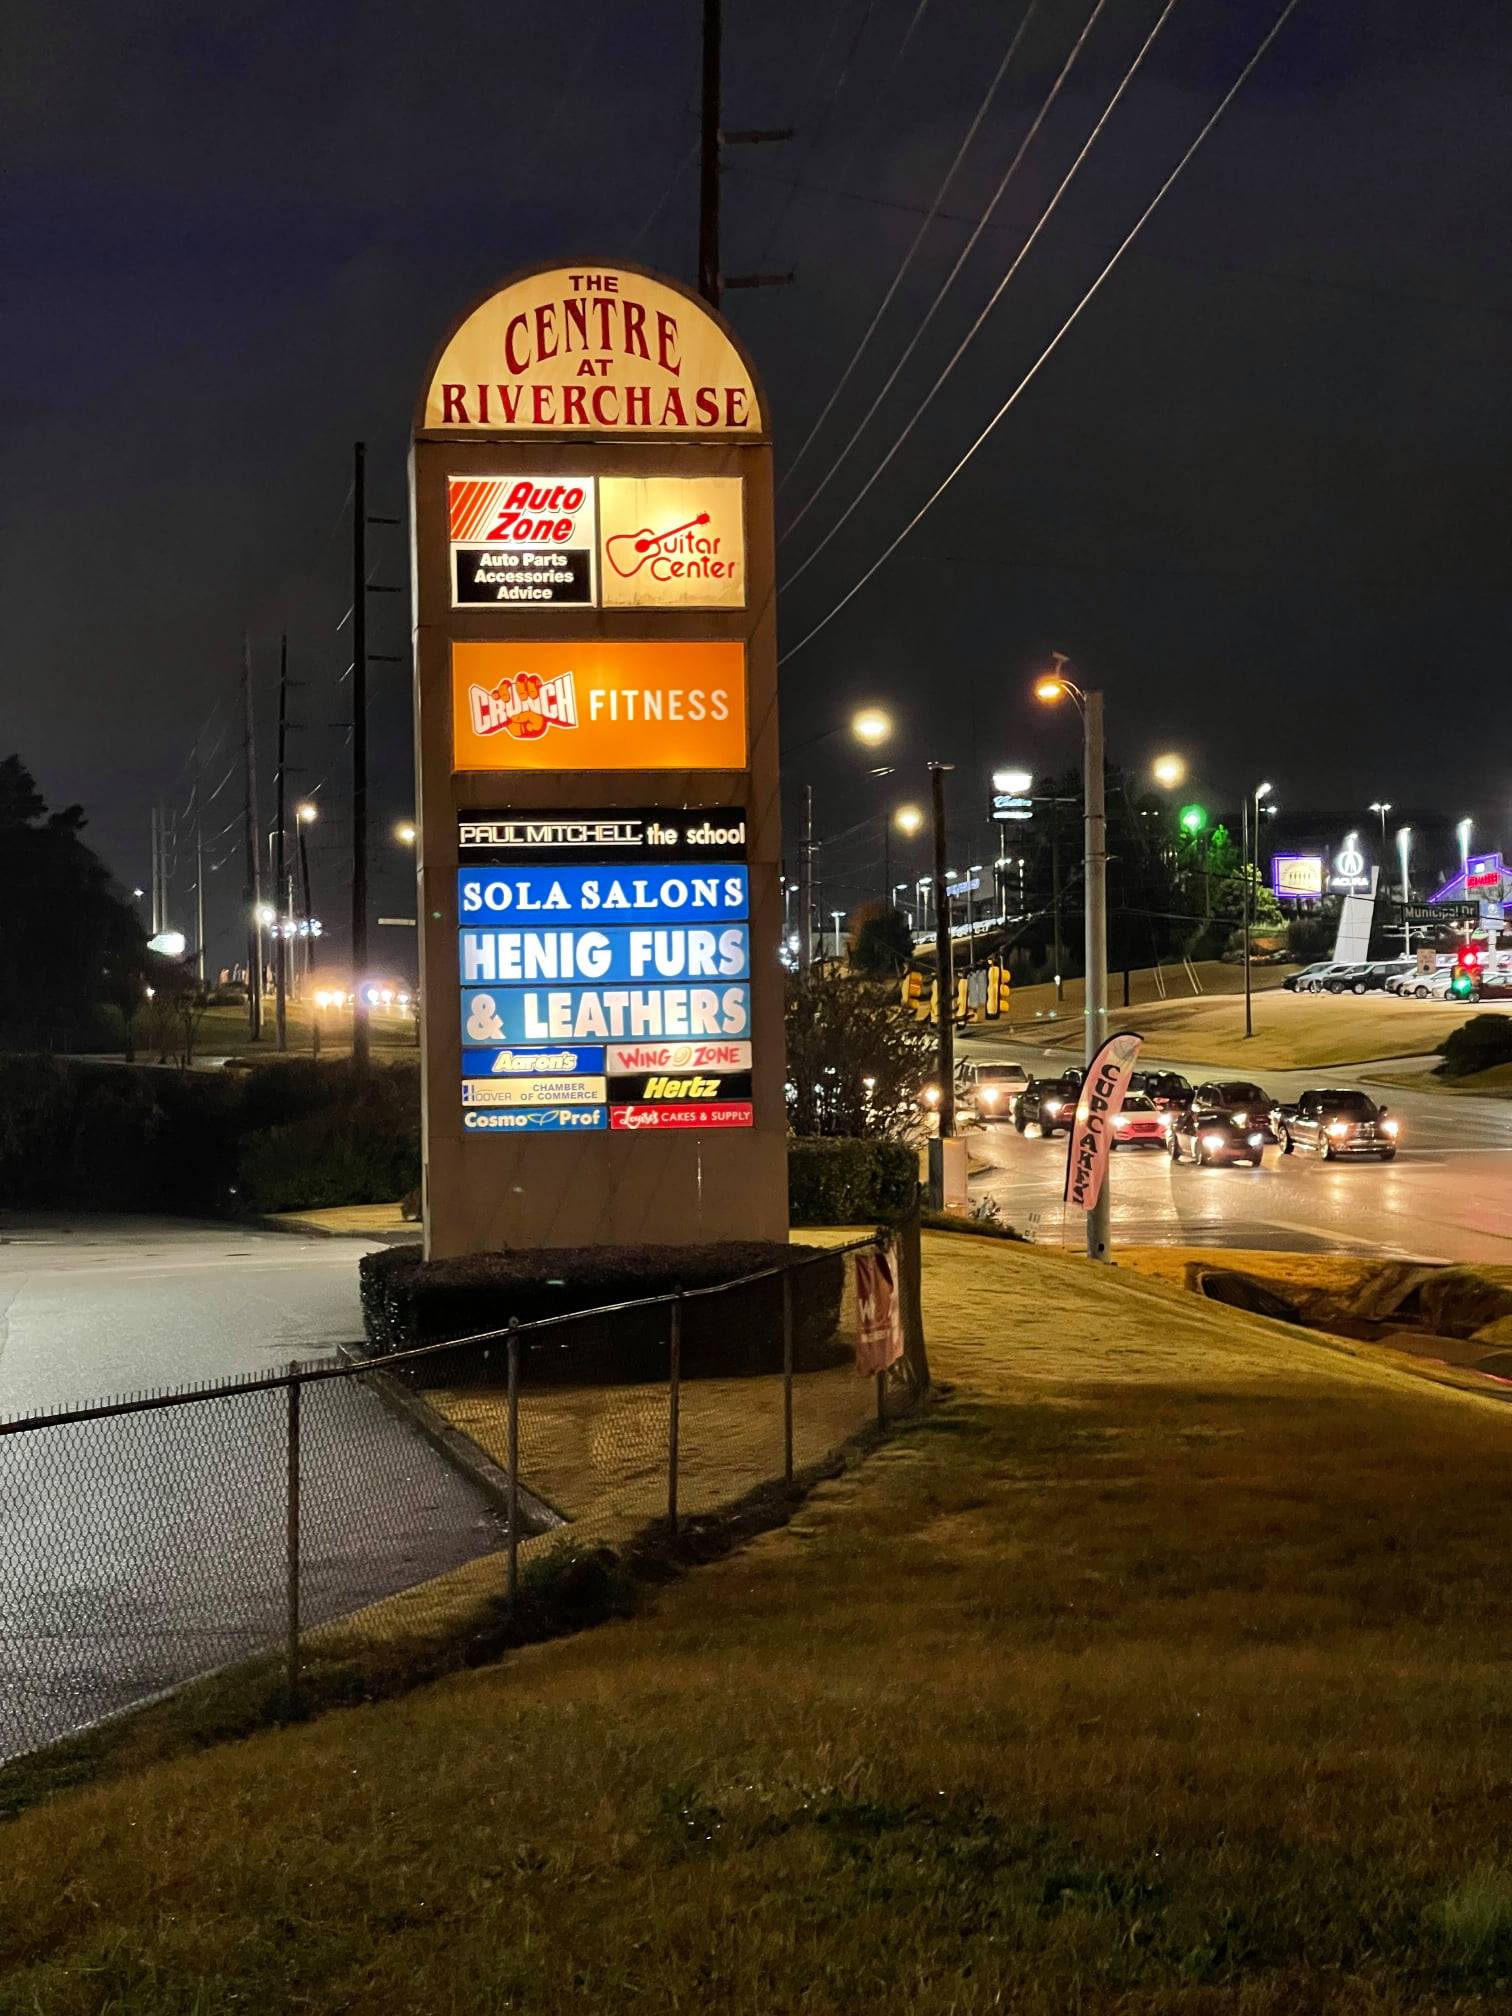 THE
CENTRE
AT
RIVERCHASE
Auto
Zone
Auto Parts
Accessories
Advice
Guitar
Center
CRUNCH FITNESS
PAUL MITCHELL the school
SOLA SALONS
HENIG FURS
& LEATHERS
Aaron's
WING ZONE
HOOVER CHAMBER
OF COMMERCE
Hertz
Cosmo Prof
CAKES & SUPPLY
CUPCAKES
ACURA
Municipal Dr